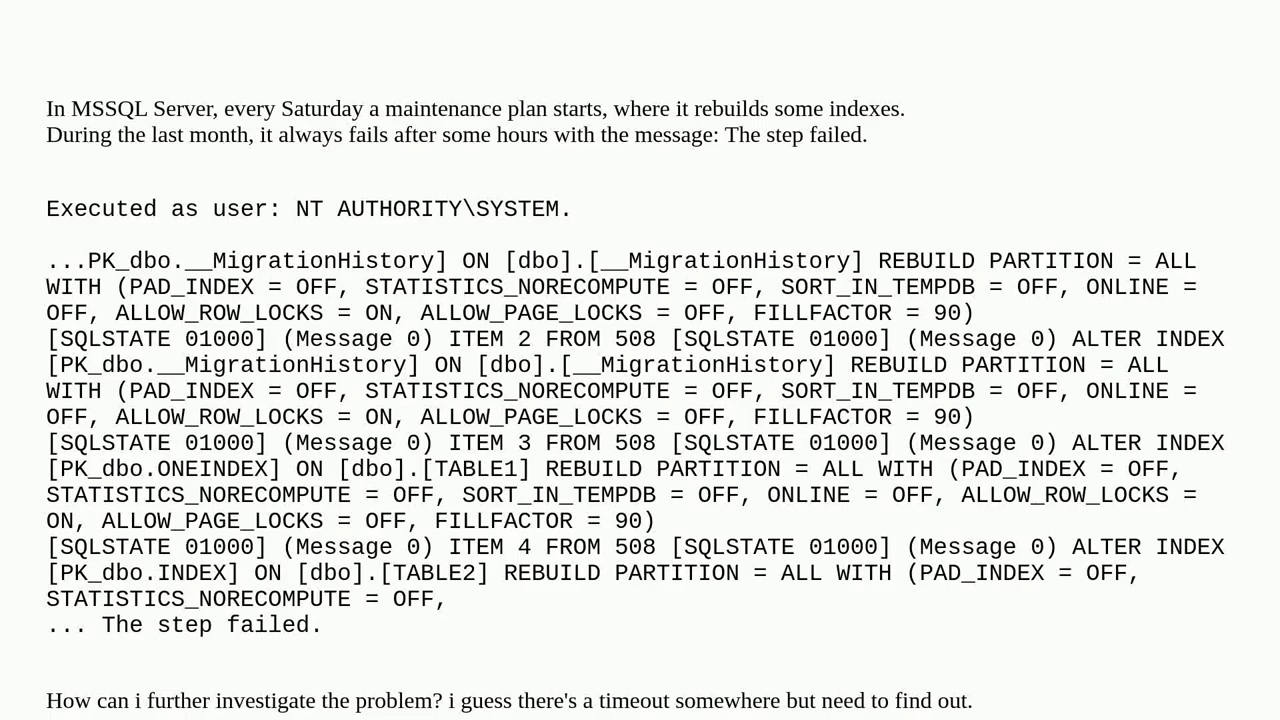 In MSSQL Server, every Saturday a maintenance plan starts, where it rebuilds some indexes.
During the last month, it always fails after some hours with the message: The step failed.
Executed as user: NT AUTHORITY\SYSTEM.
...PK_dbo.__MigrationHistory] ON [dbo].[__MigrationHistory] REBUILD PARTITION = ALL
WITH (PAD_INDEX = OFF, STATISTICS_NORECOMPUTE = OFF, SORT_IN_TEMPDB = OFF, ONLINE =
OFF, ALLOW_ROW_LOCKS = ON, ALLOW_PAGE_LOCKS = OFF, FILLFACTOR = 90)
[SQLSTATE 01000] (Message 0) ITEM 2 FROM 508 [SQLSTATE 01000] (Message 0) ALTER INDEX
[PK_dbo.__MigrationHistory] ON [dbo].[__MigrationHistory] REBUILD PARTITION = ALL
WITH (PAD_INDEX = OFF, STATISTICS_NORECOMPUTE = OFF, SORT_IN_TEMPDB = OFF, ONLINE =
OFF, ALLOW_ROW_LOCKS = ON, ALLOW_PAGE_LOCKS = OFF, FILLFACTOR = 90)
[SQLSTATE 01000] (Message 0) ITEM 3 FROM 508 [SQLSTATE 01000] (Message 0) ALTER INDEX
[PK_dbo.ONEINDEX] ON [dbo].[TABLE1] REBUILD PARTITION = ALL WITH (PAD_INDEX = OFF,
STATISTICS_NORECOMPUTE = OFF, SORT_IN_TEMPDB = OFF, ONLINE = OFF, ALLOW_ROW_LOCKS =
ON, ALLOW_PAGE_LOCKS = OFF, FILLFACTOR = 90)
[SQLSTATE 01000] (Message 0) ITEM 4 FROM 508 [SQLSTATE 01000] (Message 0) ALTER INDEX
[PK_dbo.INDEX] ON [dbo].[TABLE2] REBUILD PARTITION = ALL WITH (PAD_INDEX = OFF,
STATISTICS_NORECOMPUTE = OFF,
... The step failed.
How can i further investigate the problem? i guess there's a timeout somewhere but need to find out.